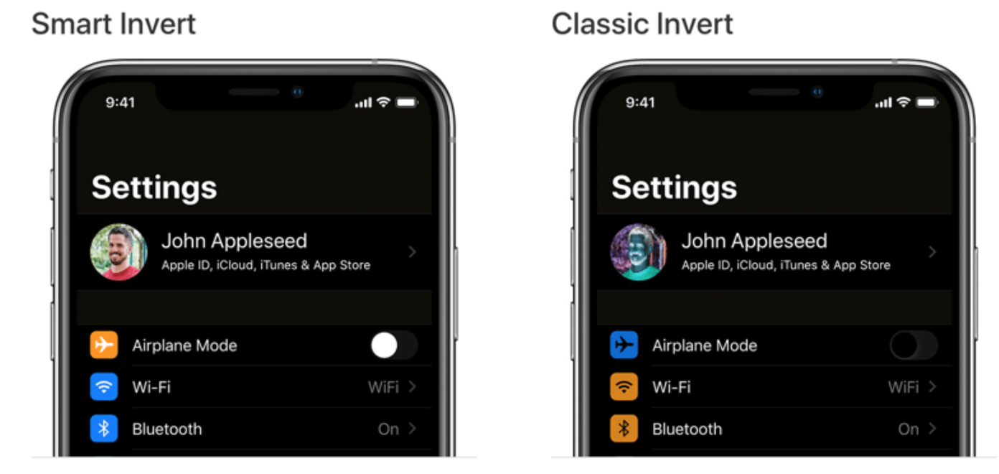 Smart Invert
9:41
Settings
John Appleseed
Apple ID, iCloud, iTunes & App Store
Airplane Mode
Wi-Fi WiFi
Bluetooth On
Classic Invert
9:41
Settings
John Appleseed
Apple ID, iCloud, iTunes & App Store
Airplane Mode
Wi-Fi WiFi
Bluetooth On